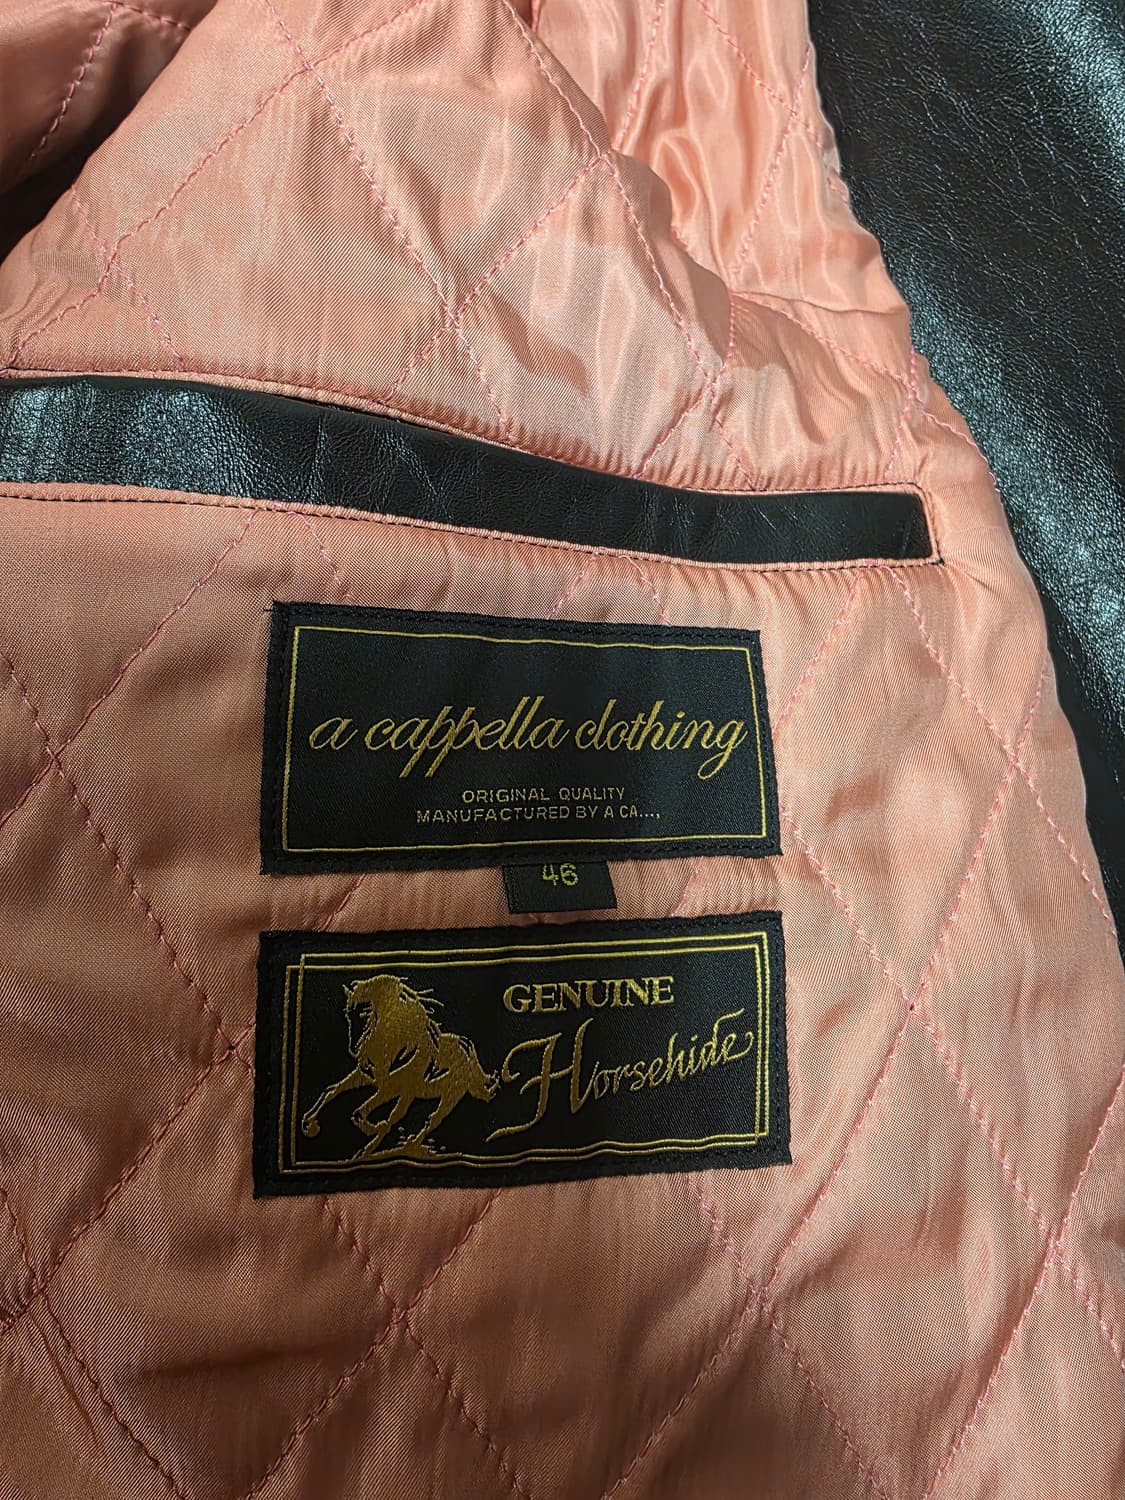 a cappella clothing
ORIGINAL QUALITY
MANUFACTURED BY A CA...,
46
GENUINE
Horsehide